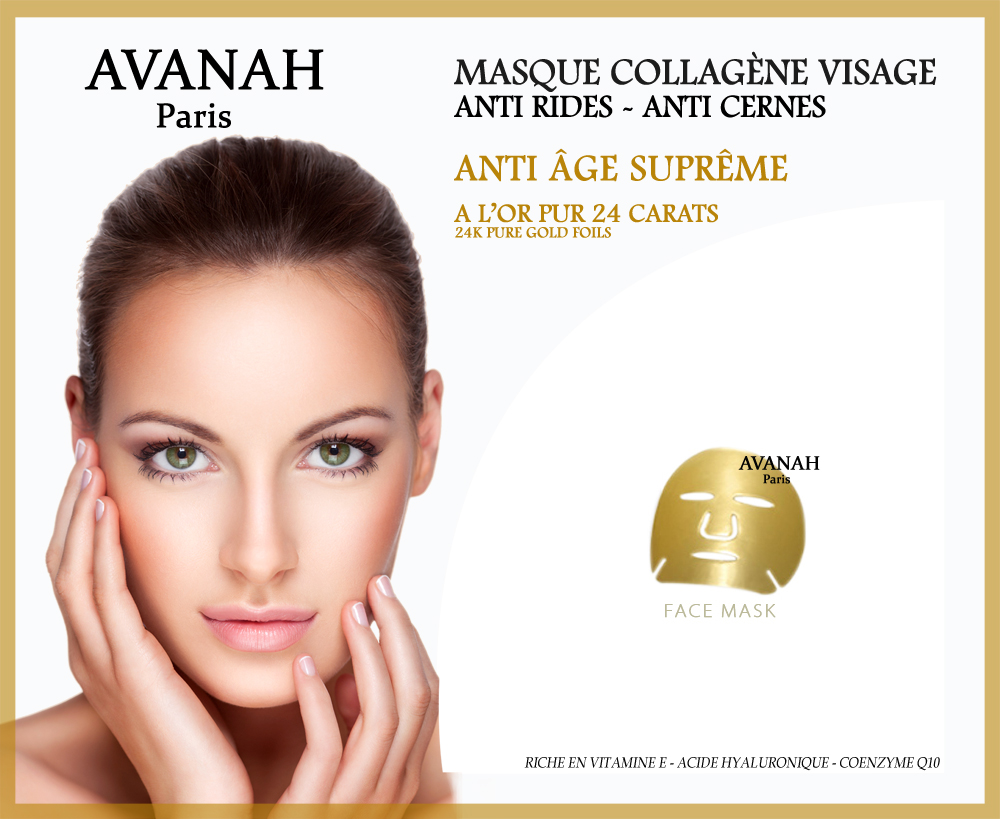 AVANAH
Paris
MASQUE COLLAGÈNE VISAGE
ANTI RIDES ~ ANTI CERNES
ANTI ÂGE SUPRÊME
A L'OR PUR 24 CARATS
24K PURE GOLD FOILS
AVANAH
Paris
FACE MASK
RICHE EN VITAMINE E - ACIDE HYALURONIQUE - COENZYME Q10